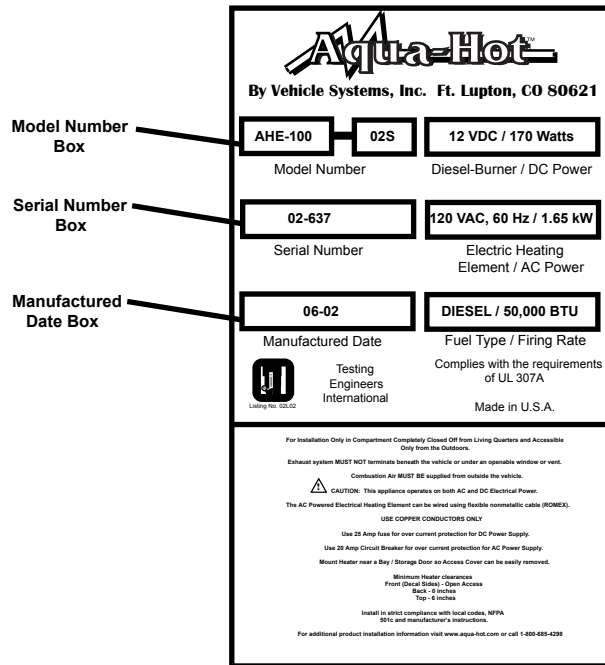 Aqua-Hot™
By Vehicle Systems, Inc. Ft. Lupton, CO 80621
Model Number
Box
AHE-100 02S
12 VDC / 170 Watts
Model Number
Diesel-Burner / DC Power
Serial Number
Box
02-637
120 VAC, 60 Hz / 1.65 kW
Serial Number
Electric Heating
Element / AC Power
Manufactured
Date Box
06-02
DIESEL / 50,000 BTU
Manufactured Date
Fuel Type / Firing Rate
Listing No. 02L02
Testing
Engineers
International
Complies with the requirements
of UL 307A
Made in U.S.A.
For Installation Only in Compartment Completely Closed Off from Living Quarters and Accessible
Only from the Outdoors.
Exhaust system MUST NOT terminate beneath the vehicle or under an openable window or vent.
Combustion Air MUST BE supplied from outside the vehicle.
CAUTION: This appliance operates on both AC and DC Electrical Power.
The AC Powered Electrical Heating Element can be wired using flexible nonmetallic cable (ROMEX).
USE COPPER CONDUCTORS ONLY
Use 25 Amp fuse for over current protection for DC Power Supply.
Use 20 Amp Circuit Breaker for over current protection for AC Power Supply.
Mount Heater near a Bay / Storage Door so Access Cover can be easily removed.
Minimum Heater clearances
Front (Decal Sides) - Open Access
Back - 0 inches
Top - 6 inches
Install in strict compliance with local codes, NFPA
501c and manufacturer's instructions.
For additional product installation information visit www.aqua-hot.com or call 1-800-685-4298